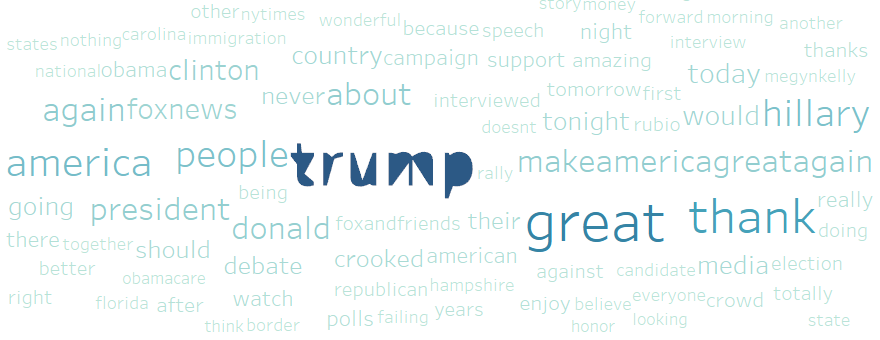 other nytimes wonderful because speech story money forward morning another
states nothing carolina immigration night interview thanks
national obama clinton country campaign support amazing today megynkelly
again foxnews never about interviewed tomorrow first would hillary
doesnt tonight rubio
america people trump rally makeamericagreatagain
going president being donald foxandfriends their great thank really
there together should doing
better obamacare debate crooked american against candidate media election
right florida after watch republican hampshire enjoy believe everyone crowd totally
think border polls failing years honor looking state